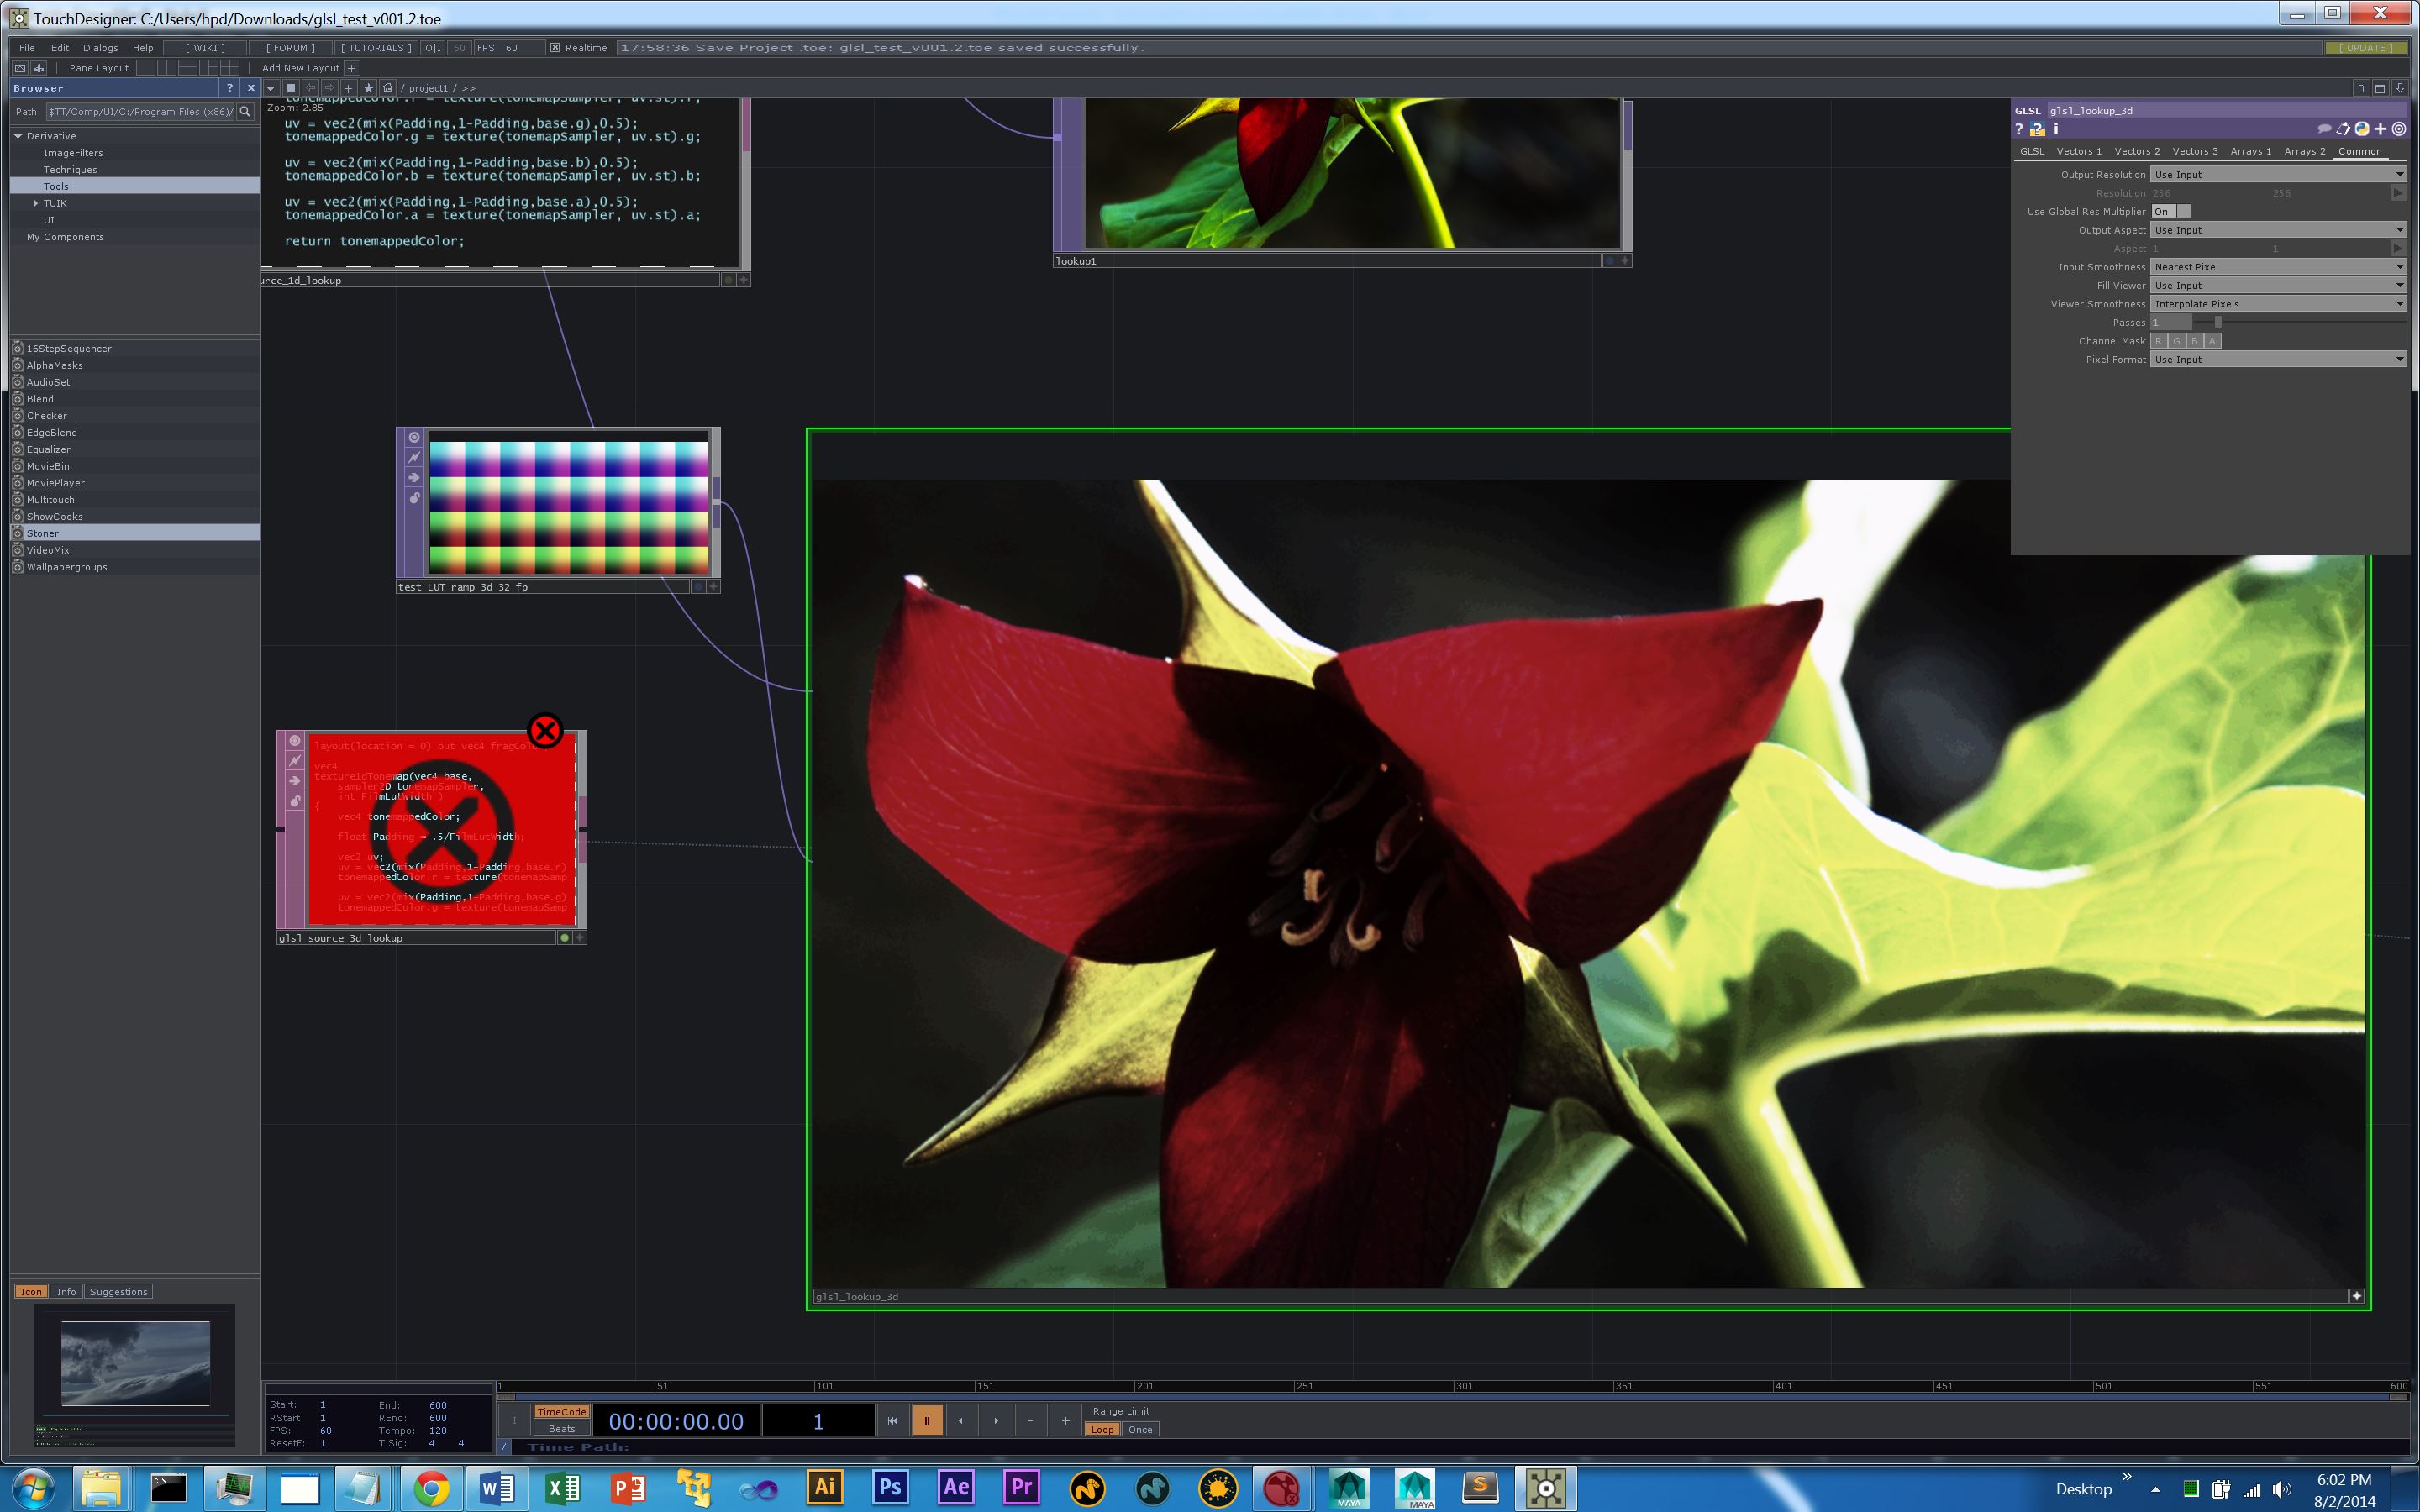 TouchDesigner: C:/Users/hpd/Downloads/glsl_test_v001.2.toe
File Edit Dialogs Help [ WIKI ] [ FORUM ] [ TUTORIALS ] O|I 60 FPS: 60 Realtime 17:58:36 Save Project .toe: glsl_test_v001.2.toe saved successfully. [ UPDATE ]
Pane Layout Add New Layout +
Browser ? x / project1 / >> 0
Path $TT/Comp/UI/C:/Program Files (x86)/
Derivative
ImageFilters
Techniques
Tools
TUIK
UI
My Components
16StepSequencer
AlphaMasks
AudioSet
Blend
Checker
EdgeBlend
Equalizer
MovieBin
MoviePlayer
Multitouch
ShowCooks
Stoner
VideoMix
Wallpapergroups
Icon Info Suggestions
Zoom: 2.85
uv = vec2(mix(Padding,1-Padding,base.g),0.5);
tonemappedColor.g = texture(tonemapSampler, uv.st).g;
uv = vec2(mix(Padding,1-Padding,base.b),0.5);
tonemappedColor.b = texture(tonemapSampler, uv.st).b;
uv = vec2(mix(Padding,1-Padding,base.a),0.5);
tonemappedColor.a = texture(tonemapSampler, uv.st).a;
return tonemappedColor;
urce_1d_lookup
lookup1
test_LUT_ramp_3d_32_fp
layout(location = 0) out vec4 fragColo
vec4
texture1dTonemap(vec4 base,
sampler2D tonemapSampler,
int FilmLutWidth )
{
vec4 tonemappedColor;
float Padding = .5/FilmLutWidth;
vec2 uv;
uv = vec2(mix(Padding,1-Padding,base.r)
tonemappedColor.r = texture(tonemapSamp
uv = vec2(mix(Padding,1-Padding,base.g)
tonemappedColor.g = texture(tonemapSamp
glsl_source_3d_lookup
glsl_lookup_3d
GLSL glsl_lookup_3d
? i
GLSL Vectors 1 Vectors 2 Vectors 3 Arrays 1 Arrays 2 Common
Output Resolution Use Input
Resolution 256 256
Use Global Res Multiplier On
Output Aspect Use Input
Aspect 1 1
Input Smoothness Nearest Pixel
Fill Viewer Use Input
Viewer Smoothness Interpolate Pixels
Passes 1
Channel Mask R G B A
Pixel Format Use Input
1 51 101 151 201 251 301 351 401 451 501 551 600
Start: 1 End: 600
RStart: 1 REnd: 600
FPS: 60 Tempo: 120
ResetF: 1 T Sig: 4 4
TimeCode
Beats
00:00:00.00 1
- +
Range Limit
Loop Once
/ Time Path:
Ai Ps Ae Pr MAYA MAYA S
Desktop
6:02 PM
8/2/2014